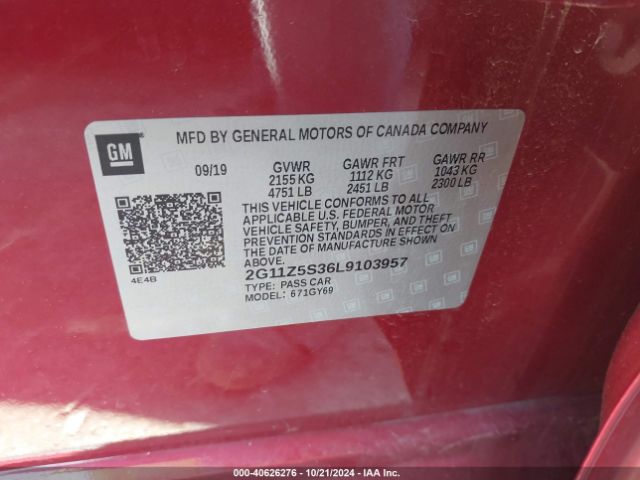 GM
MFD BY GENERAL MOTORS OF CANADA COMPANY
09/19
GVWR
2155 KG
4751 LB
GAWR FRT
1112 KG
2451 LB
GAWR RR
1043 KG
2300 LB
THIS VEHICLE CONFORMS TO ALL
APPLICABLE U.S. FEDERAL MOTOR
VEHICLE SAFETY, BUMPER, AND THEFT
PREVENTION STANDARDS IN EFFECT ON
THE DATE OF MANUFACTURE SHOWN
ABOVE.
2G11Z5S36L9103957
TYPE: PASS CAR
MODEL: 671GY69
4E4B
000-40626276 - 10/21/2024 - IAA Inc.